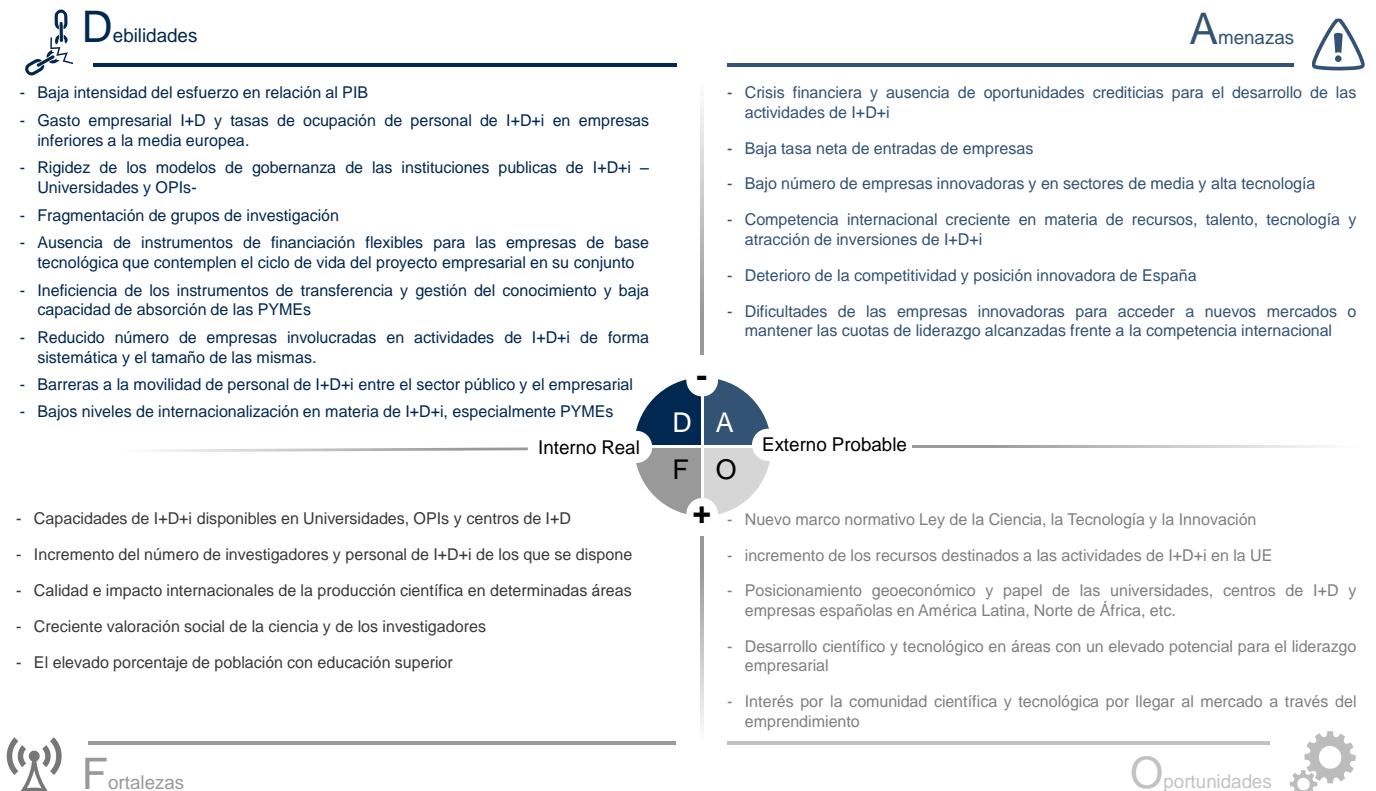 Debilidades
- Baja intensidad del esfuerzo en relación al PIB
- Gasto empresarial I+D y tasas de ocupación de personal de I+D+i en empresas
inferiores a la media europea.
- Rigidez de los modelos de gobernanza de las instituciones publicas de I+D+i –
Universidades y OPIs-
- Fragmentación de grupos de investigación
- Ausencia de instrumentos de financiación flexibles para las empresas de base
tecnológica que contemplen el ciclo de vida del proyecto empresarial en su conjunto
- Ineficiencia de los instrumentos de transferencia y gestión del conocimiento y baja
capacidad de absorción de las PYMEs
- Reducido número de empresas involucradas en actividades de I+D+i de forma
sistemática y el tamaño de las mismas.
- Barreras a la movilidad de personal de I+D+i entre el sector público y el empresarial
- Bajos niveles de internacionalización en materia de I+D+i, especialmente PYMEs
Amenazas
- Crisis financiera y ausencia de oportunidades crediticias para el desarrollo de las
actividades de I+D+i
- Baja tasa neta de entradas de empresas
- Bajo número de empresas innovadoras y en sectores de media y alta tecnología
- Competencia internacional creciente en materia de recursos, talento, tecnología y
atracción de inversiones de I+D+i
- Deterioro de la competitividad y posición innovadora de España
- Dificultades de las empresas innovadoras para acceder a nuevos mercados o
mantener las cuotas de liderazgo alcanzadas frente a la competencia internacional
-
D A
Interno Real
Externo Probable
F O
+
- Capacidades de I+D+i disponibles en Universidades, OPIs y centros de I+D
- Incremento del número de investigadores y personal de I+D+i de los que se dispone
- Calidad e impacto internacionales de la producción científica en determinadas áreas
- Creciente valoración social de la ciencia y de los investigadores
- El elevado porcentaje de población con educación superior
Fortalezas
- Nuevo marco normativo Ley de la Ciencia, la Tecnología y la Innovación
- incremento de los recursos destinados a las actividades de I+D+i en la UE
- Posicionamiento geoeconómico y papel de las universidades, centros de I+D y
empresas españolas en América Latina, Norte de África, etc.
- Desarrollo científico y tecnológico en áreas con un elevado potencial para el liderazgo
empresarial
- Interés por la comunidad científica y tecnológica por llegar al mercado a través del
emprendimiento
Oportunidades